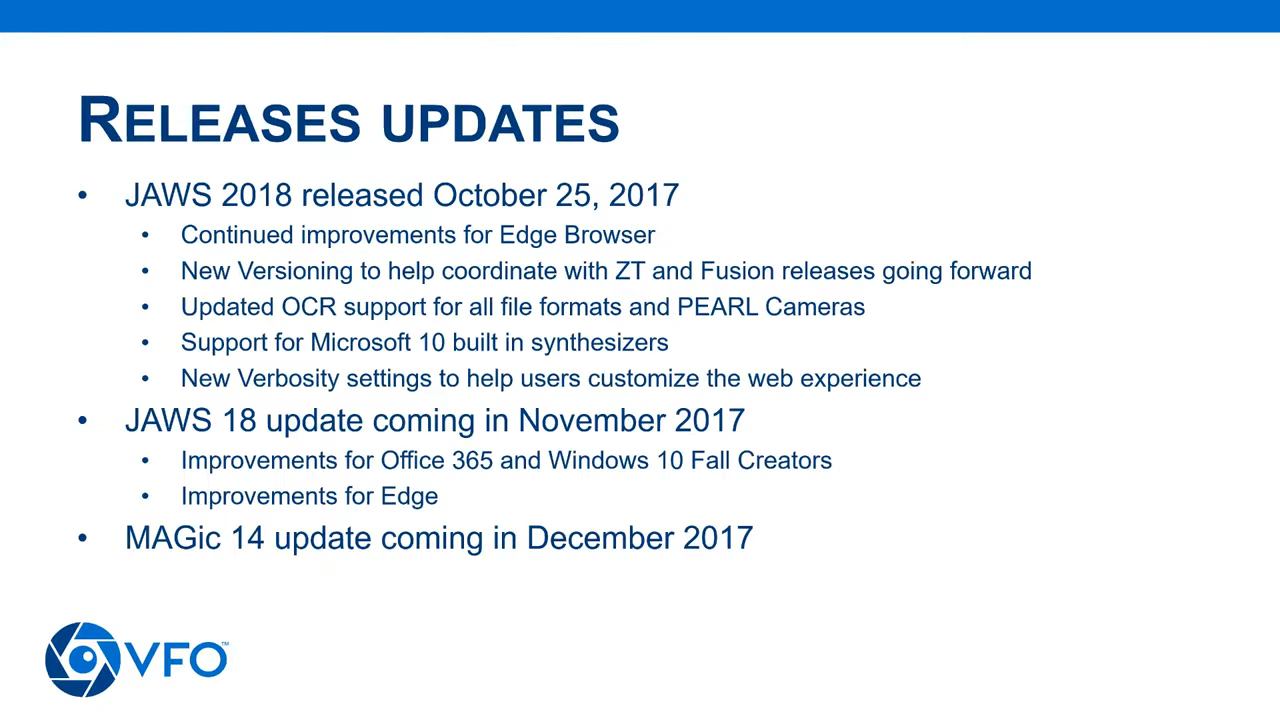 RELEASES UPDATES
• JAWS 2018 released October 25, 2017
• Continued improvements for Edge Browser
• New Versioning to help coordinate with ZT and Fusion releases going forward
• Updated OCR support for all file formats and PEARL Cameras
• Support for Microsoft 10 built in synthesizers
• New Verbosity settings to help users customize the web experience
• JAWS 18 update coming in November 2017
• Improvements for Office 365 and Windows 10 Fall Creators
• Improvements for Edge
• MAGic 14 update coming in December 2017
VFO™